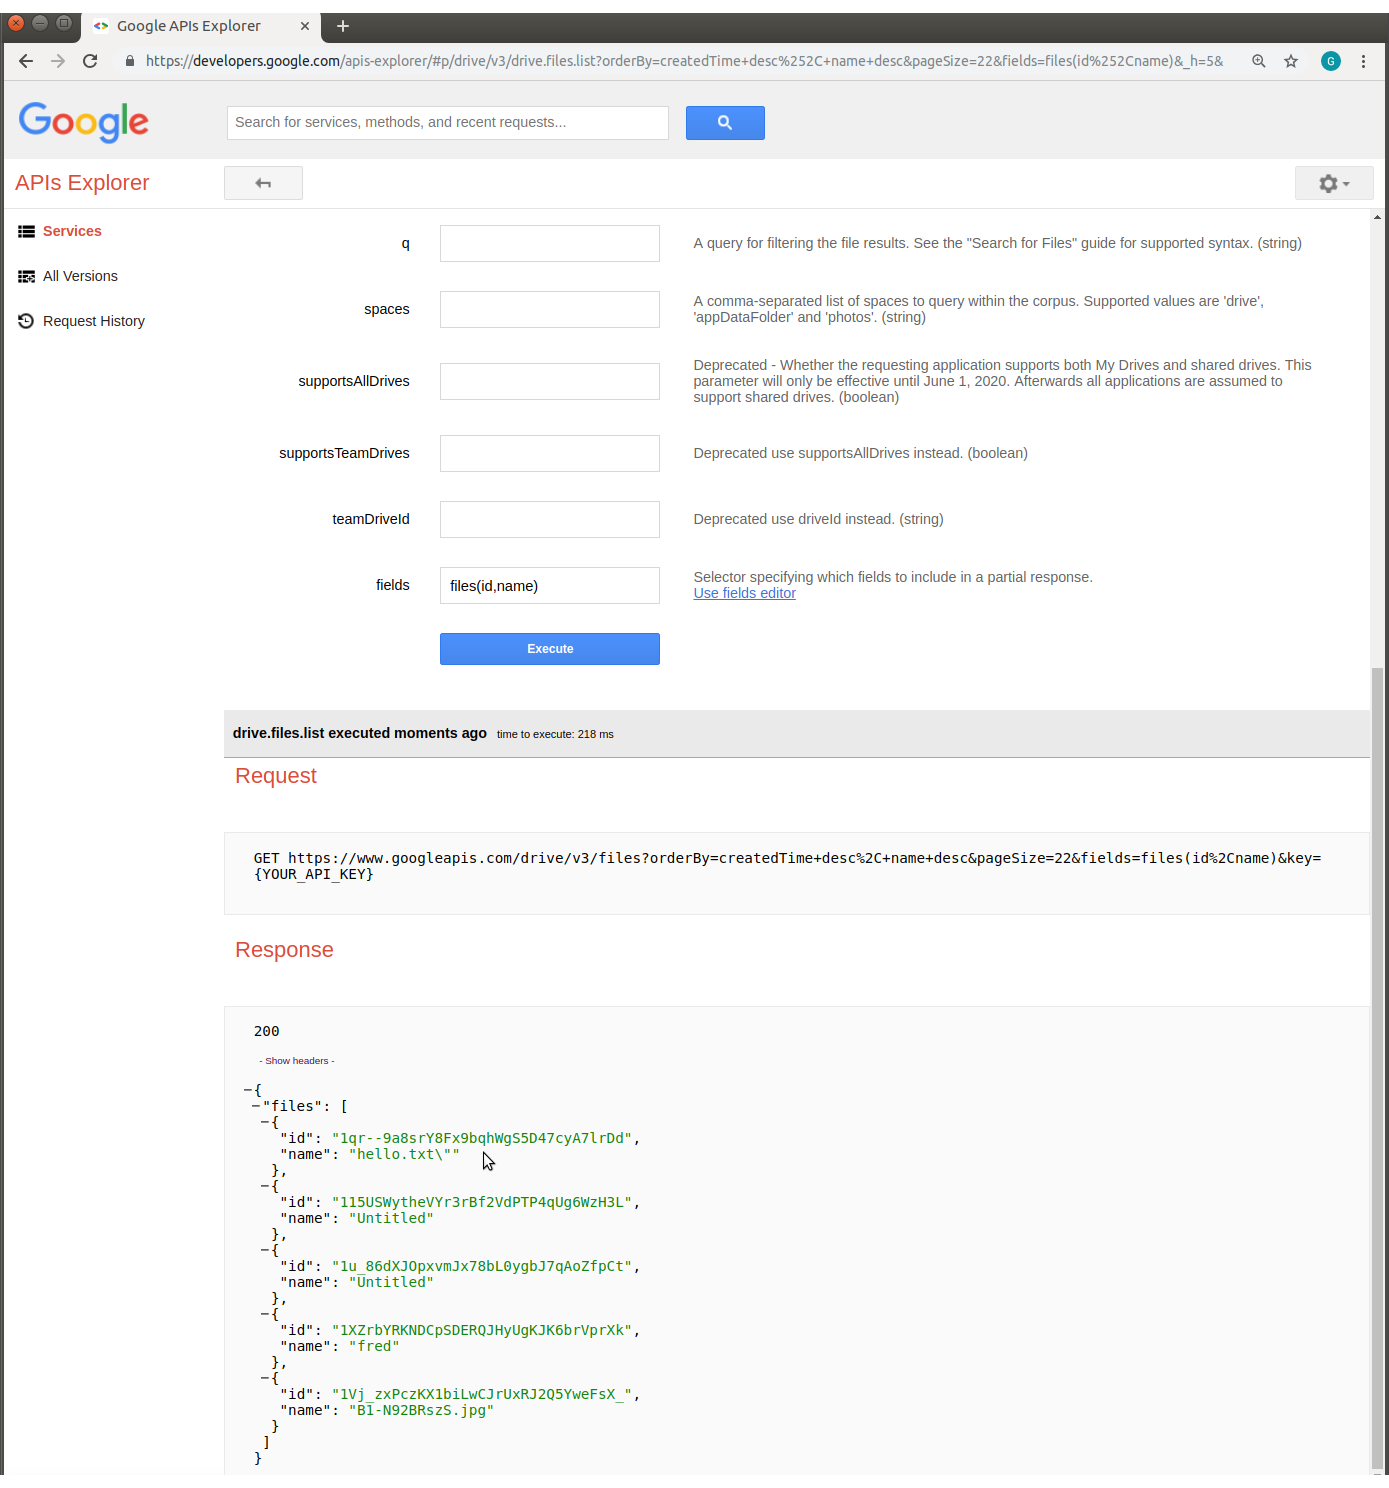 Google APIs Explorer
https://developers.google.com/apis-explorer/#p/drive/v3/drive.files.list?orderBy=createdTime+desc%252C+name+desc&pageSize=22&fields=files(id%252Cname)&_h=5&
G
Google
Search for services, methods, and recent requests...
APIs Explorer
Services
All Versions
Request History
q
A query for filtering the file results. See the "Search for Files" guide for supported syntax. (string)
spaces
A comma-separated list of spaces to query within the corpus. Supported values are 'drive',
'appDataFolder' and 'photos'. (string)
supportsAllDrives
Deprecated - Whether the requesting application supports both My Drives and shared drives. This
parameter will only be effective until June 1, 2020. Afterwards all applications are assumed to
support shared drives. (boolean)
supportsTeamDrives
Deprecated use supportsAllDrives instead. (boolean)
teamDriveId
Deprecated use driveId instead. (string)
fields
files(id,name)
Selector specifying which fields to include in a partial response.
Use fields editor
Execute
drive.files.list executed moments ago time to execute: 218 ms
Request
GET https://www.googleapis.com/drive/v3/files?orderBy=createdTime+desc%2C+name+desc&pageSize=22&fields=files(id%2Cname)&key=
{YOUR_API_KEY}
Response
200
- Show headers -
{
"files": [
{
"id": "1qr--9a8srY8Fx9bqhWgS5D47cyA7lrDd",
"name": "hello.txt\""
},
{
"id": "115USWytheVYr3rBf2VdPTP4qUg6WzH3L",
"name": "Untitled"
},
{
"id": "1u_86dXJOpxvmJx78bL0ygbJ7qAoZfpCt",
"name": "Untitled"
},
{
"id": "1XZrbYRKNDCpSDERQJHyUgKJK6brVprXk",
"name": "fred"
},
{
"id": "1Vj_zxPczKX1biLwCJrUxRJ2Q5YweFsX_",
"name": "B1-N92BRszS.jpg"
}
]
}